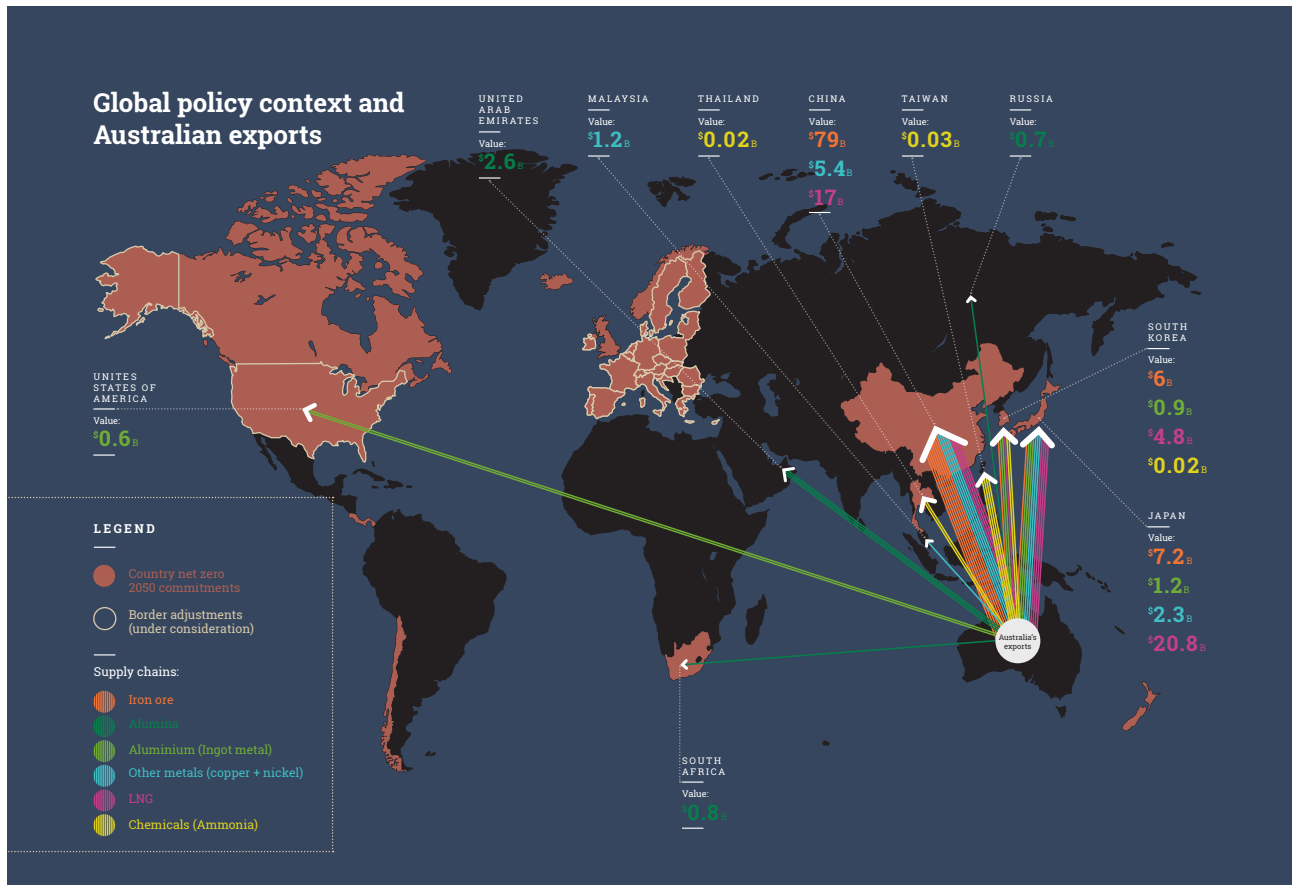 Global policy context and
Australian exports
UNITED
ARAB
EMIRATES
Value:
$2.6B
MALAYSIA
Value:
$1.2B
THAILAND
Value:
$0.02B
CHINA
Value:
$79B
$5.4B
$17B
TAIWAN
Value:
$0.03B
RUSSIA
Value:
$0.7B
SOUTH
KOREA
Value:
$6B
$0.9B
$4.8B
$0.02B
UNITES
STATES OF
AMERICA
Value:
$0.6B
JAPAN
Value:
$7.2B
$1.2B
$2.3B
$20.8B
Australia's
exports
SOUTH
AFRICA
Value:
$0.8B
LEGEND
Country net zero
2050 commitments
Border adjustments
(under consideration)
Supply chains:
Iron ore
Alumina
Aluminium (Ingot metal)
Other metals (copper + nickel)
LNG
Chemicals (Ammonia)